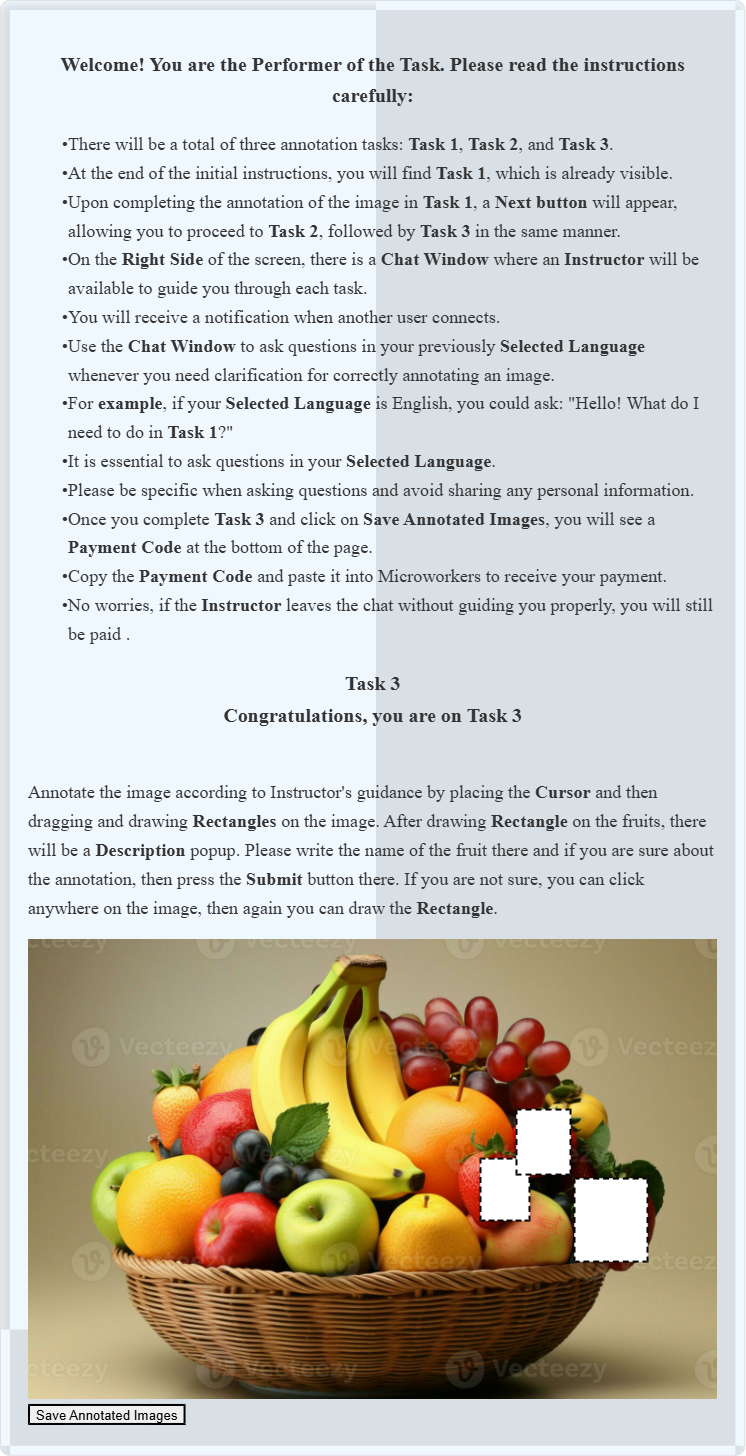 Welcome! You are the Performer of the Task. Please read the instructions
carefully:
•There will be a total of three annotation tasks: Task 1, Task 2, and Task 3.
•At the end of the initial instructions, you will find Task 1, which is already visible.
•Upon completing the annotation of the image in Task 1, a Next button will appear,
allowing you to proceed to Task 2, followed by Task 3 in the same manner.
•On the Right Side of the screen, there is a Chat Window where an Instructor will be
available to guide you through each task.
•You will receive a notification when another user connects.
•Use the Chat Window to ask questions in your previously Selected Language
whenever you need clarification for correctly annotating an image.
•For example, if your Selected Language is English, you could ask: "Hello! What do I
need to do in Task 1?"
•It is essential to ask questions in your Selected Language.
•Please be specific when asking questions and avoid sharing any personal information.
•Once you complete Task 3 and click on Save Annotated Images, you will see a
Payment Code at the bottom of the page.
•Copy the Payment Code and paste it into Microworkers to receive your payment.
•No worries, if the Instructor leaves the chat without guiding you properly, you will still
be paid .
Task 3
Congratulations, you are on Task 3
Annotate the image according to Instructor's guidance by placing the Cursor and then
dragging and drawing Rectangles on the image. After drawing Rectangle on the fruits, there
will be a Description popup. Please write the name of the fruit there and if you are sure about
the annotation, then press the Submit button there. If you are not sure, you can click
anywhere on the image, then again you can draw the Rectangle.
Vecteezy Vecteezy
Vecteezy Vecteezy
Vecteezy Vecteezy
Save Annotated Images